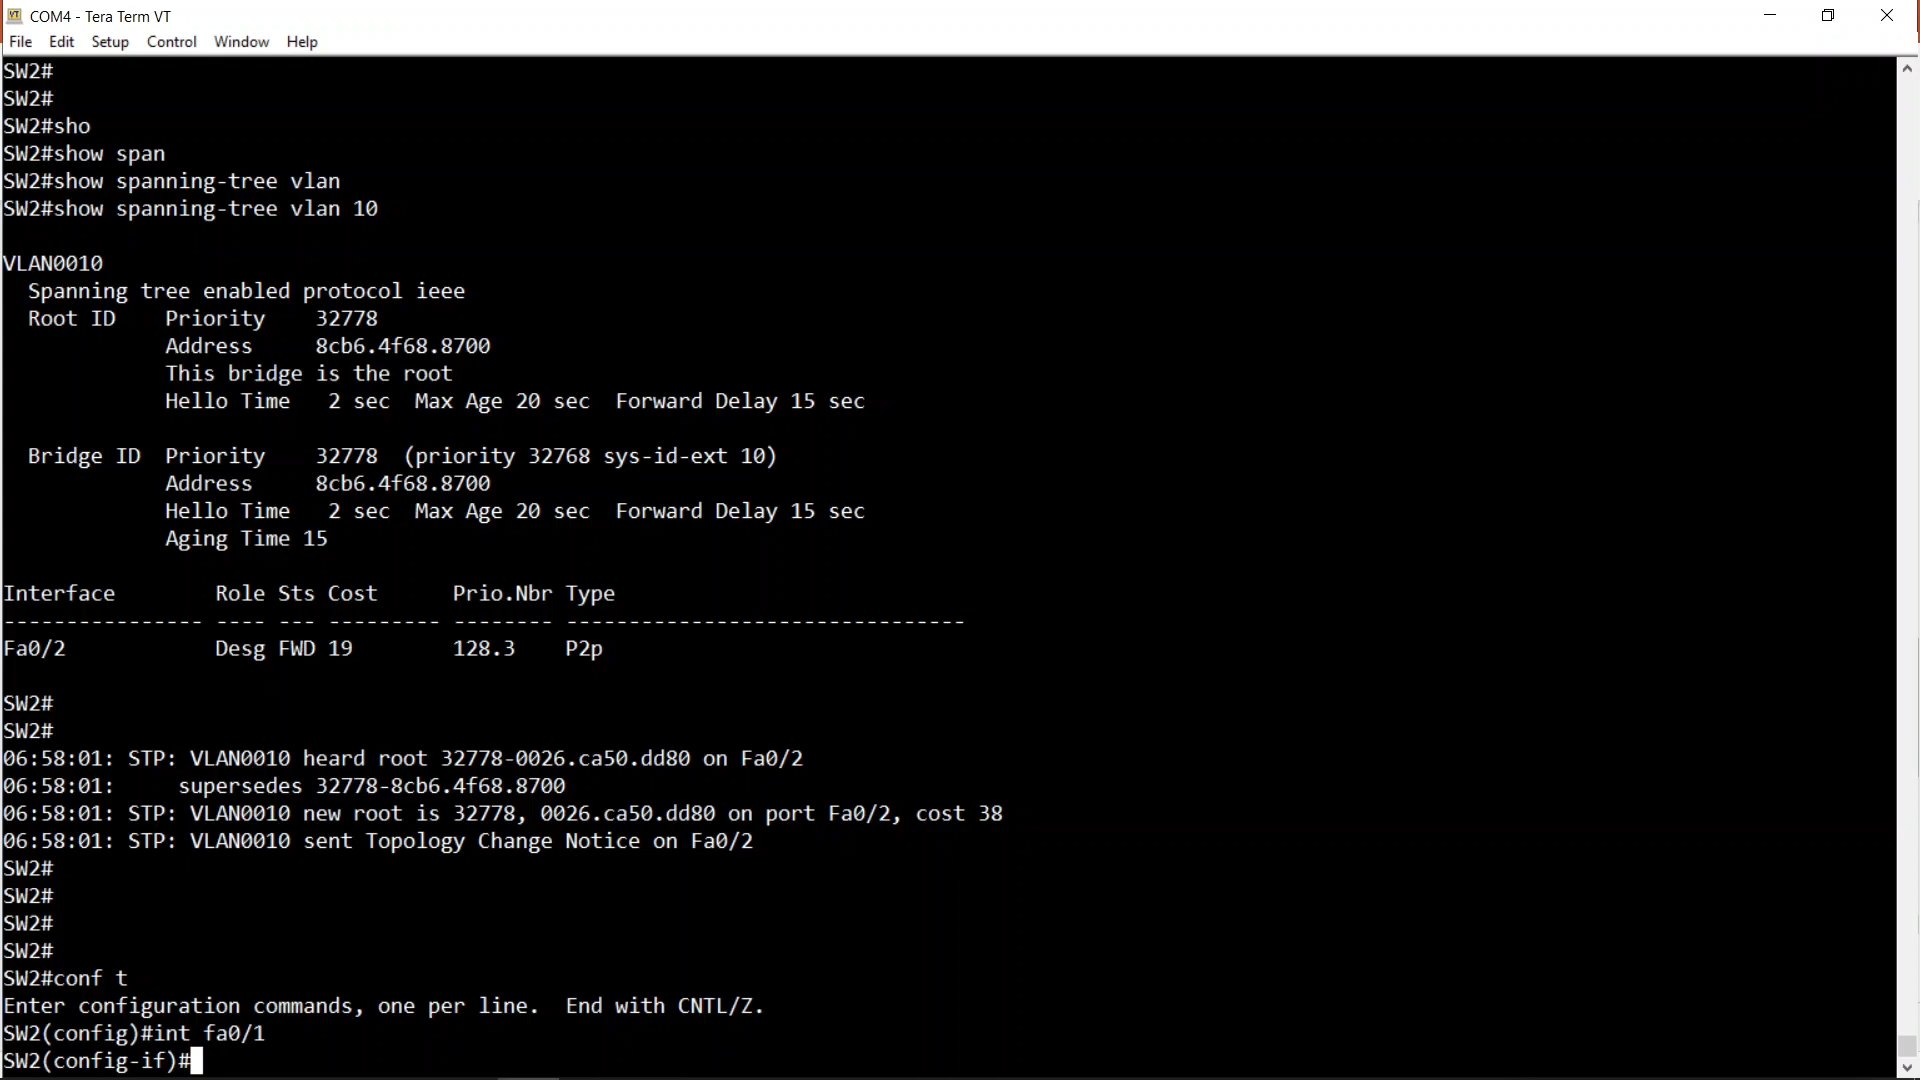 COM4 - Tera Term VT
File Edit Setup Control Window Help
SW2#
SW2#
SW2#sho
SW2#show span
SW2#show spanning-tree vlan
SW2#show spanning-tree vlan 10
VLAN0010
  Spanning tree enabled protocol ieee
  Root ID    Priority    32778
             Address     8cb6.4f68.8700
             This bridge is the root
             Hello Time   2 sec  Max Age 20 sec  Forward Delay 15 sec
  Bridge ID  Priority    32778  (priority 32768 sys-id-ext 10)
             Address     8cb6.4f68.8700
             Hello Time   2 sec  Max Age 20 sec  Forward Delay 15 sec
             Aging Time 15
Interface        Role Sts Cost      Prio.Nbr Type
---------------- ---- --- --------- -------- --------------------------------
Fa0/2            Desg FWD 19        128.3    P2p
SW2#
SW2#
06:58:01: STP: VLAN0010 heard root 32778-0026.ca50.dd80 on Fa0/2
06:58:01:     supersedes 32778-8cb6.4f68.8700
06:58:01: STP: VLAN0010 new root is 32778, 0026.ca50.dd80 on port Fa0/2, cost 38
06:58:01: STP: VLAN0010 sent Topology Change Notice on Fa0/2
SW2#
SW2#
SW2#
SW2#
SW2#conf t
Enter configuration commands, one per line.  End with CNTL/Z.
SW2(config)#int fa0/1
SW2(config-if)#